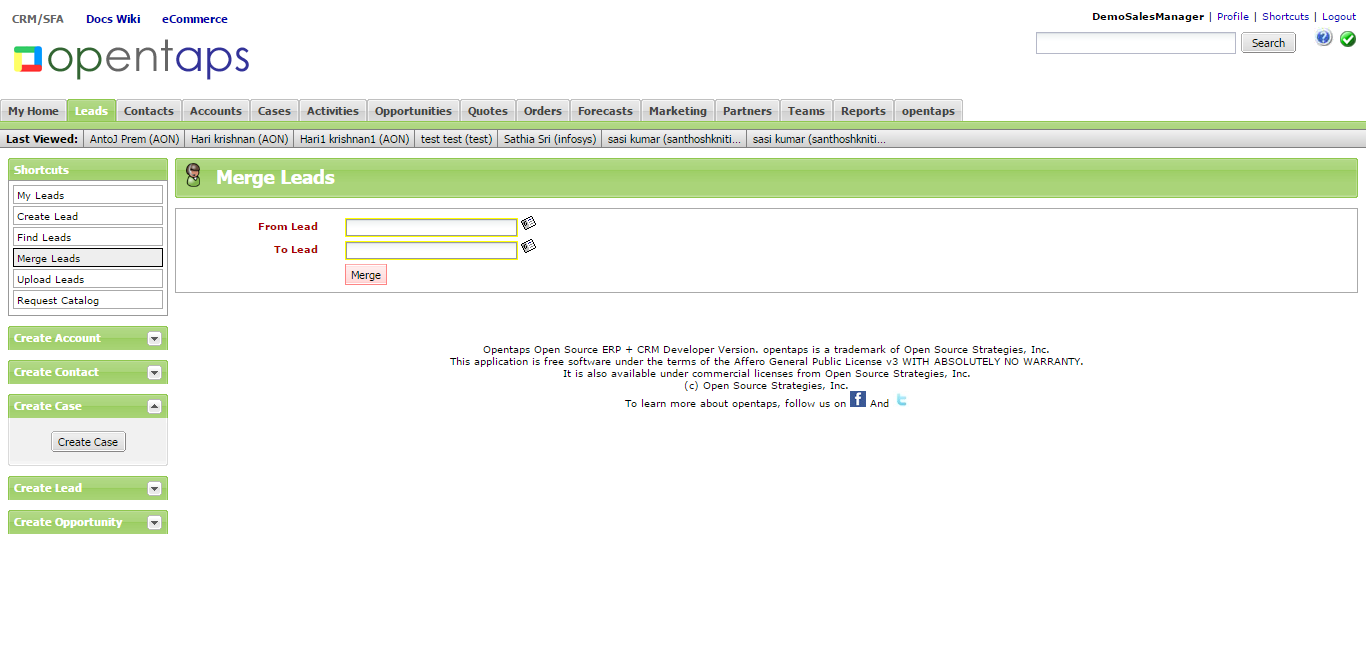 CRM/SFA Docs Wiki eCommerce
DemoSalesManager | Profile | Shortcuts | Logout
opentaps
Search
My Home Leads Contacts Accounts Cases Activities Opportunities Quotes Orders Forecasts Marketing Partners Teams Reports opentaps
Last Viewed: AntoJ Prem (AON) Hari krishnan (AON) Hari1 krishnan1 (AON) test test (test) Sathia Sri (infosys) sasi kumar (santhoshkniti... sasi kumar (santhoshkniti...
Shortcuts
My Leads
Create Lead
Find Leads
Merge Leads
Upload Leads
Request Catalog
Create Account
Create Contact
Create Case
Create Case
Create Lead
Create Opportunity
Merge Leads
From Lead
To Lead
Merge
Opentaps Open Source ERP + CRM Developer Version. opentaps is a trademark of Open Source Strategies, Inc.
This application is free software under the terms of the Affero General Public License v3 WITH ABSOLUTELY NO WARRANTY.
It is also available under commercial licenses from Open Source Strategies, Inc.
(c) Open Source Strategies, Inc.
To learn more about opentaps, follow us on f And t